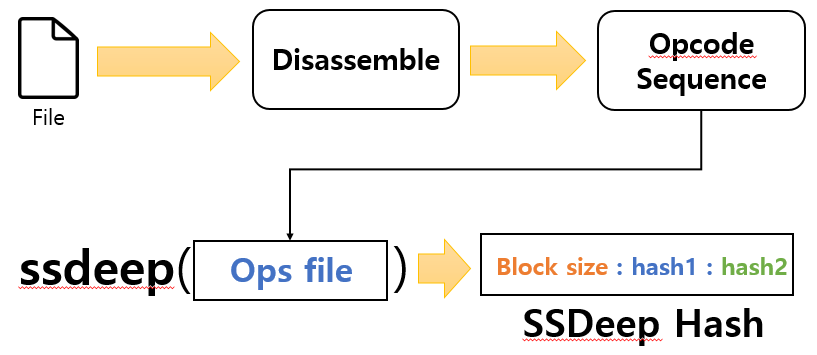 File
Disassemble
Opcode
Sequence
ssdeep(Ops file)
Block size : hash1 : hash2
SSDeep Hash